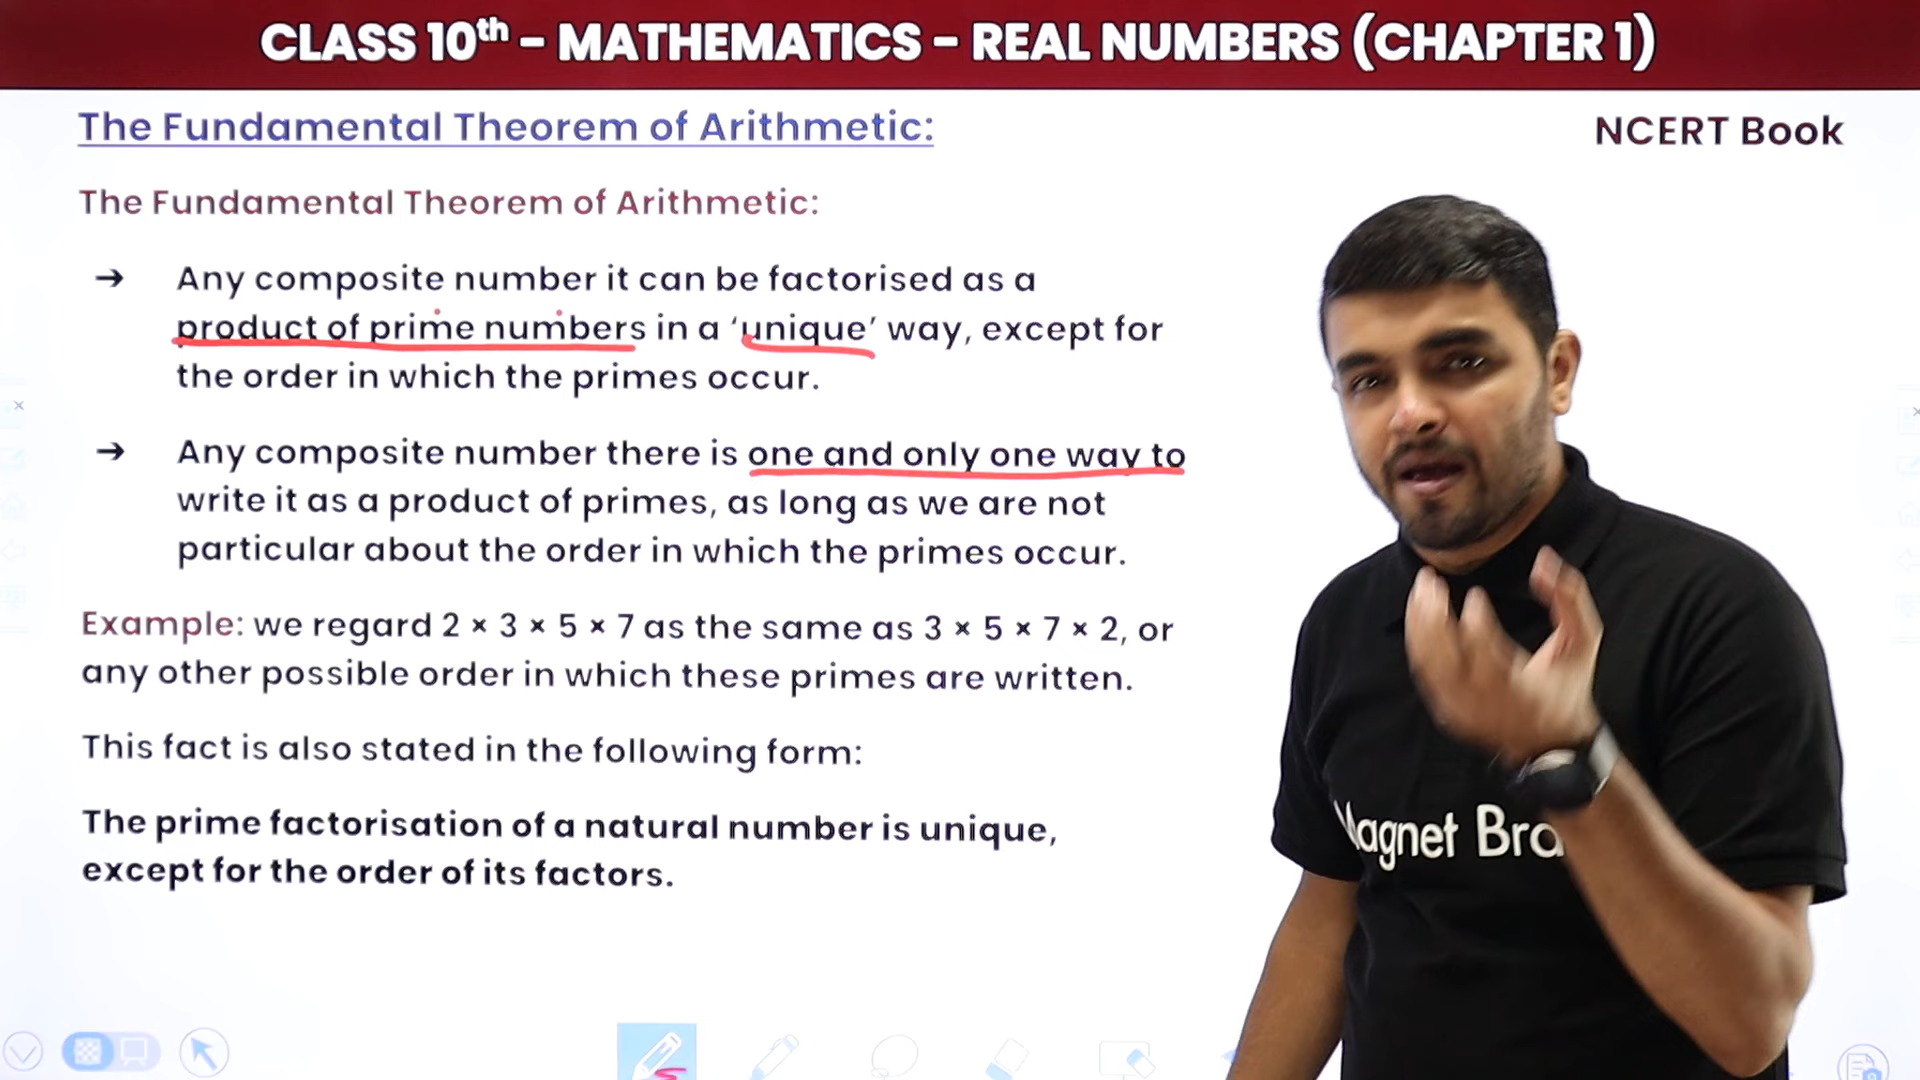 CLASS 10th – MATHEMATICS – REAL NUMBERS (CHAPTER 1)
The Fundamental Theorem of Arithmetic:
NCERT Book
The Fundamental Theorem of Arithmetic:
➔ Any composite number it can be factorised as a
product of prime numbers in a ‘unique’ way, except for
the order in which the primes occur.
➔ Any composite number there is one and only one way to
write it as a product of primes, as long as we are not
particular about the order in which the primes occur.
Example: we regard 2 × 3 × 5 × 7 as the same as 3 × 5 × 7 × 2, or
any other possible order in which these primes are written.
This fact is also stated in the following form:
The prime factorisation of a natural number is unique,
except for the order of its factors.
Magnet Bra